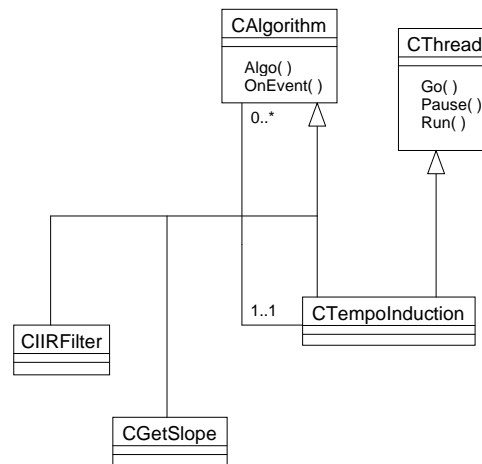 CAlgorithm
Algo( )
OnEvent( )
CThread
Go( )
Pause( )
Run( )
0..*
1..1
CTempoInduction
CIIRFilter
CGetSlope